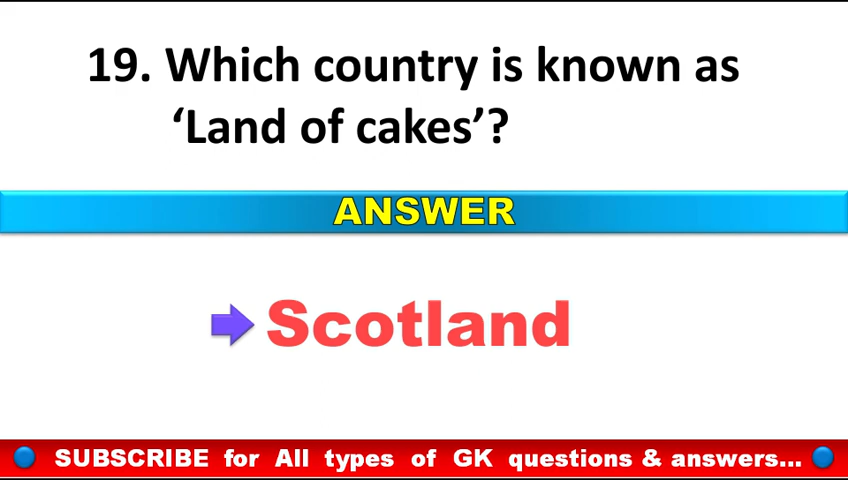 19. Which country is known as
‘Land of cakes’?
ANSWER
Scotland
SUBSCRIBE for All types of GK questions & answers...